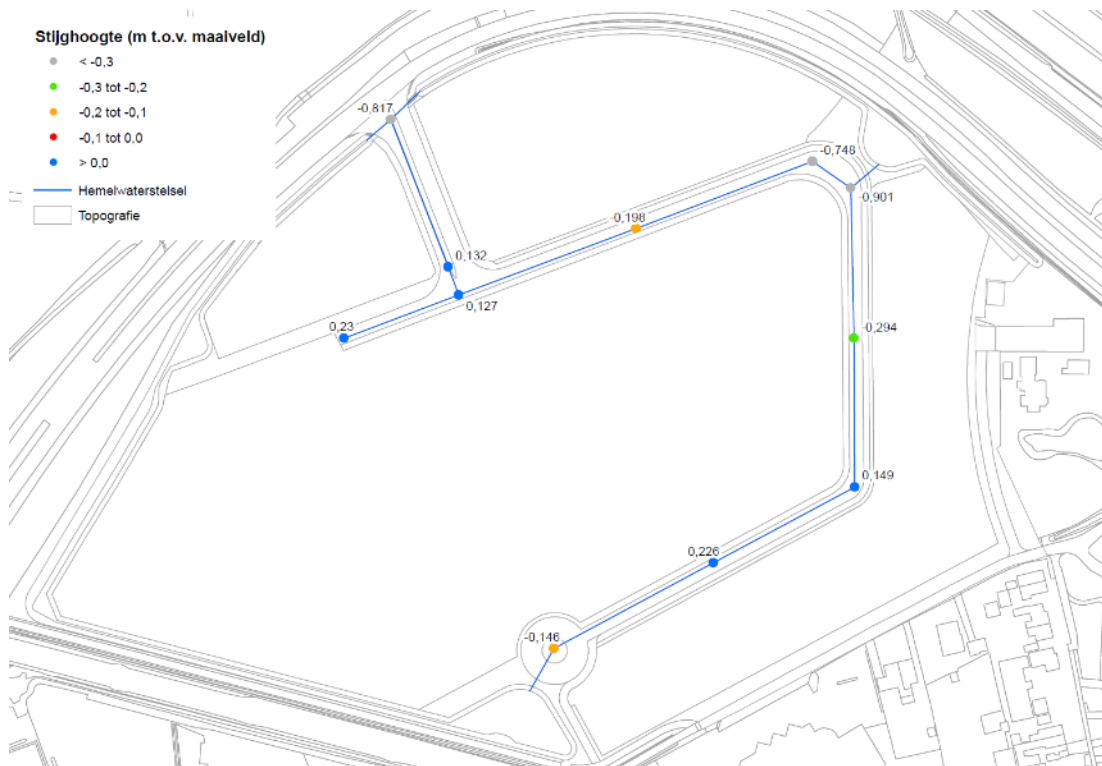 Stijghoogte (m t.o.v. maaiveld)
< -0,3
-0,3 tot -0,2
-0,2 tot -0,1
-0,1 tot 0,0
> 0,0
Hemelwaterstelsel
Topografie
-0,817
-0,748
-0,901
-0,198
0,132
0,127
0,23
-0,294
0,149
0,226
-0,146